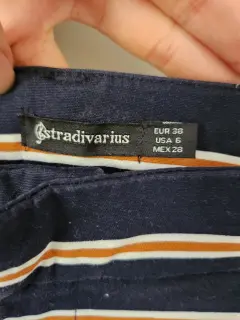 stradivarius
EUR 38
USA 6
MEX 28